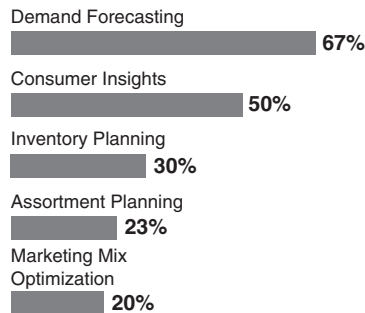 Demand Forecasting
67%
Consumer Insights
50%
Inventory Planning
30%
Assortment Planning
23%
Marketing Mix
Optimization
20%